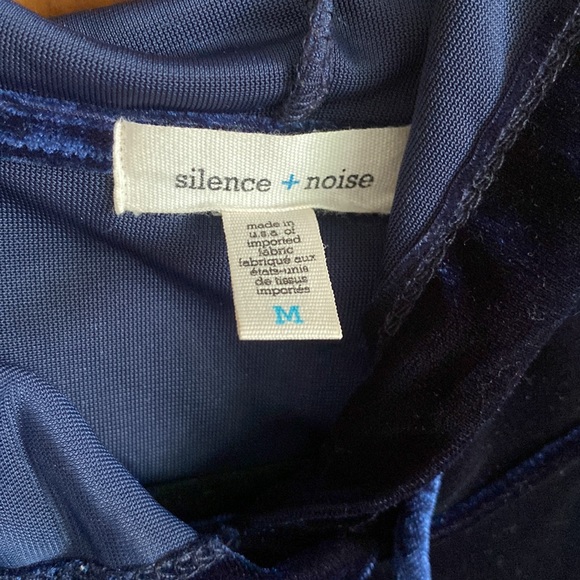 silence + noise
made in
u.s.a. of
imported
fabric
fabriqué aux
états-unis
de tissus
importés
M